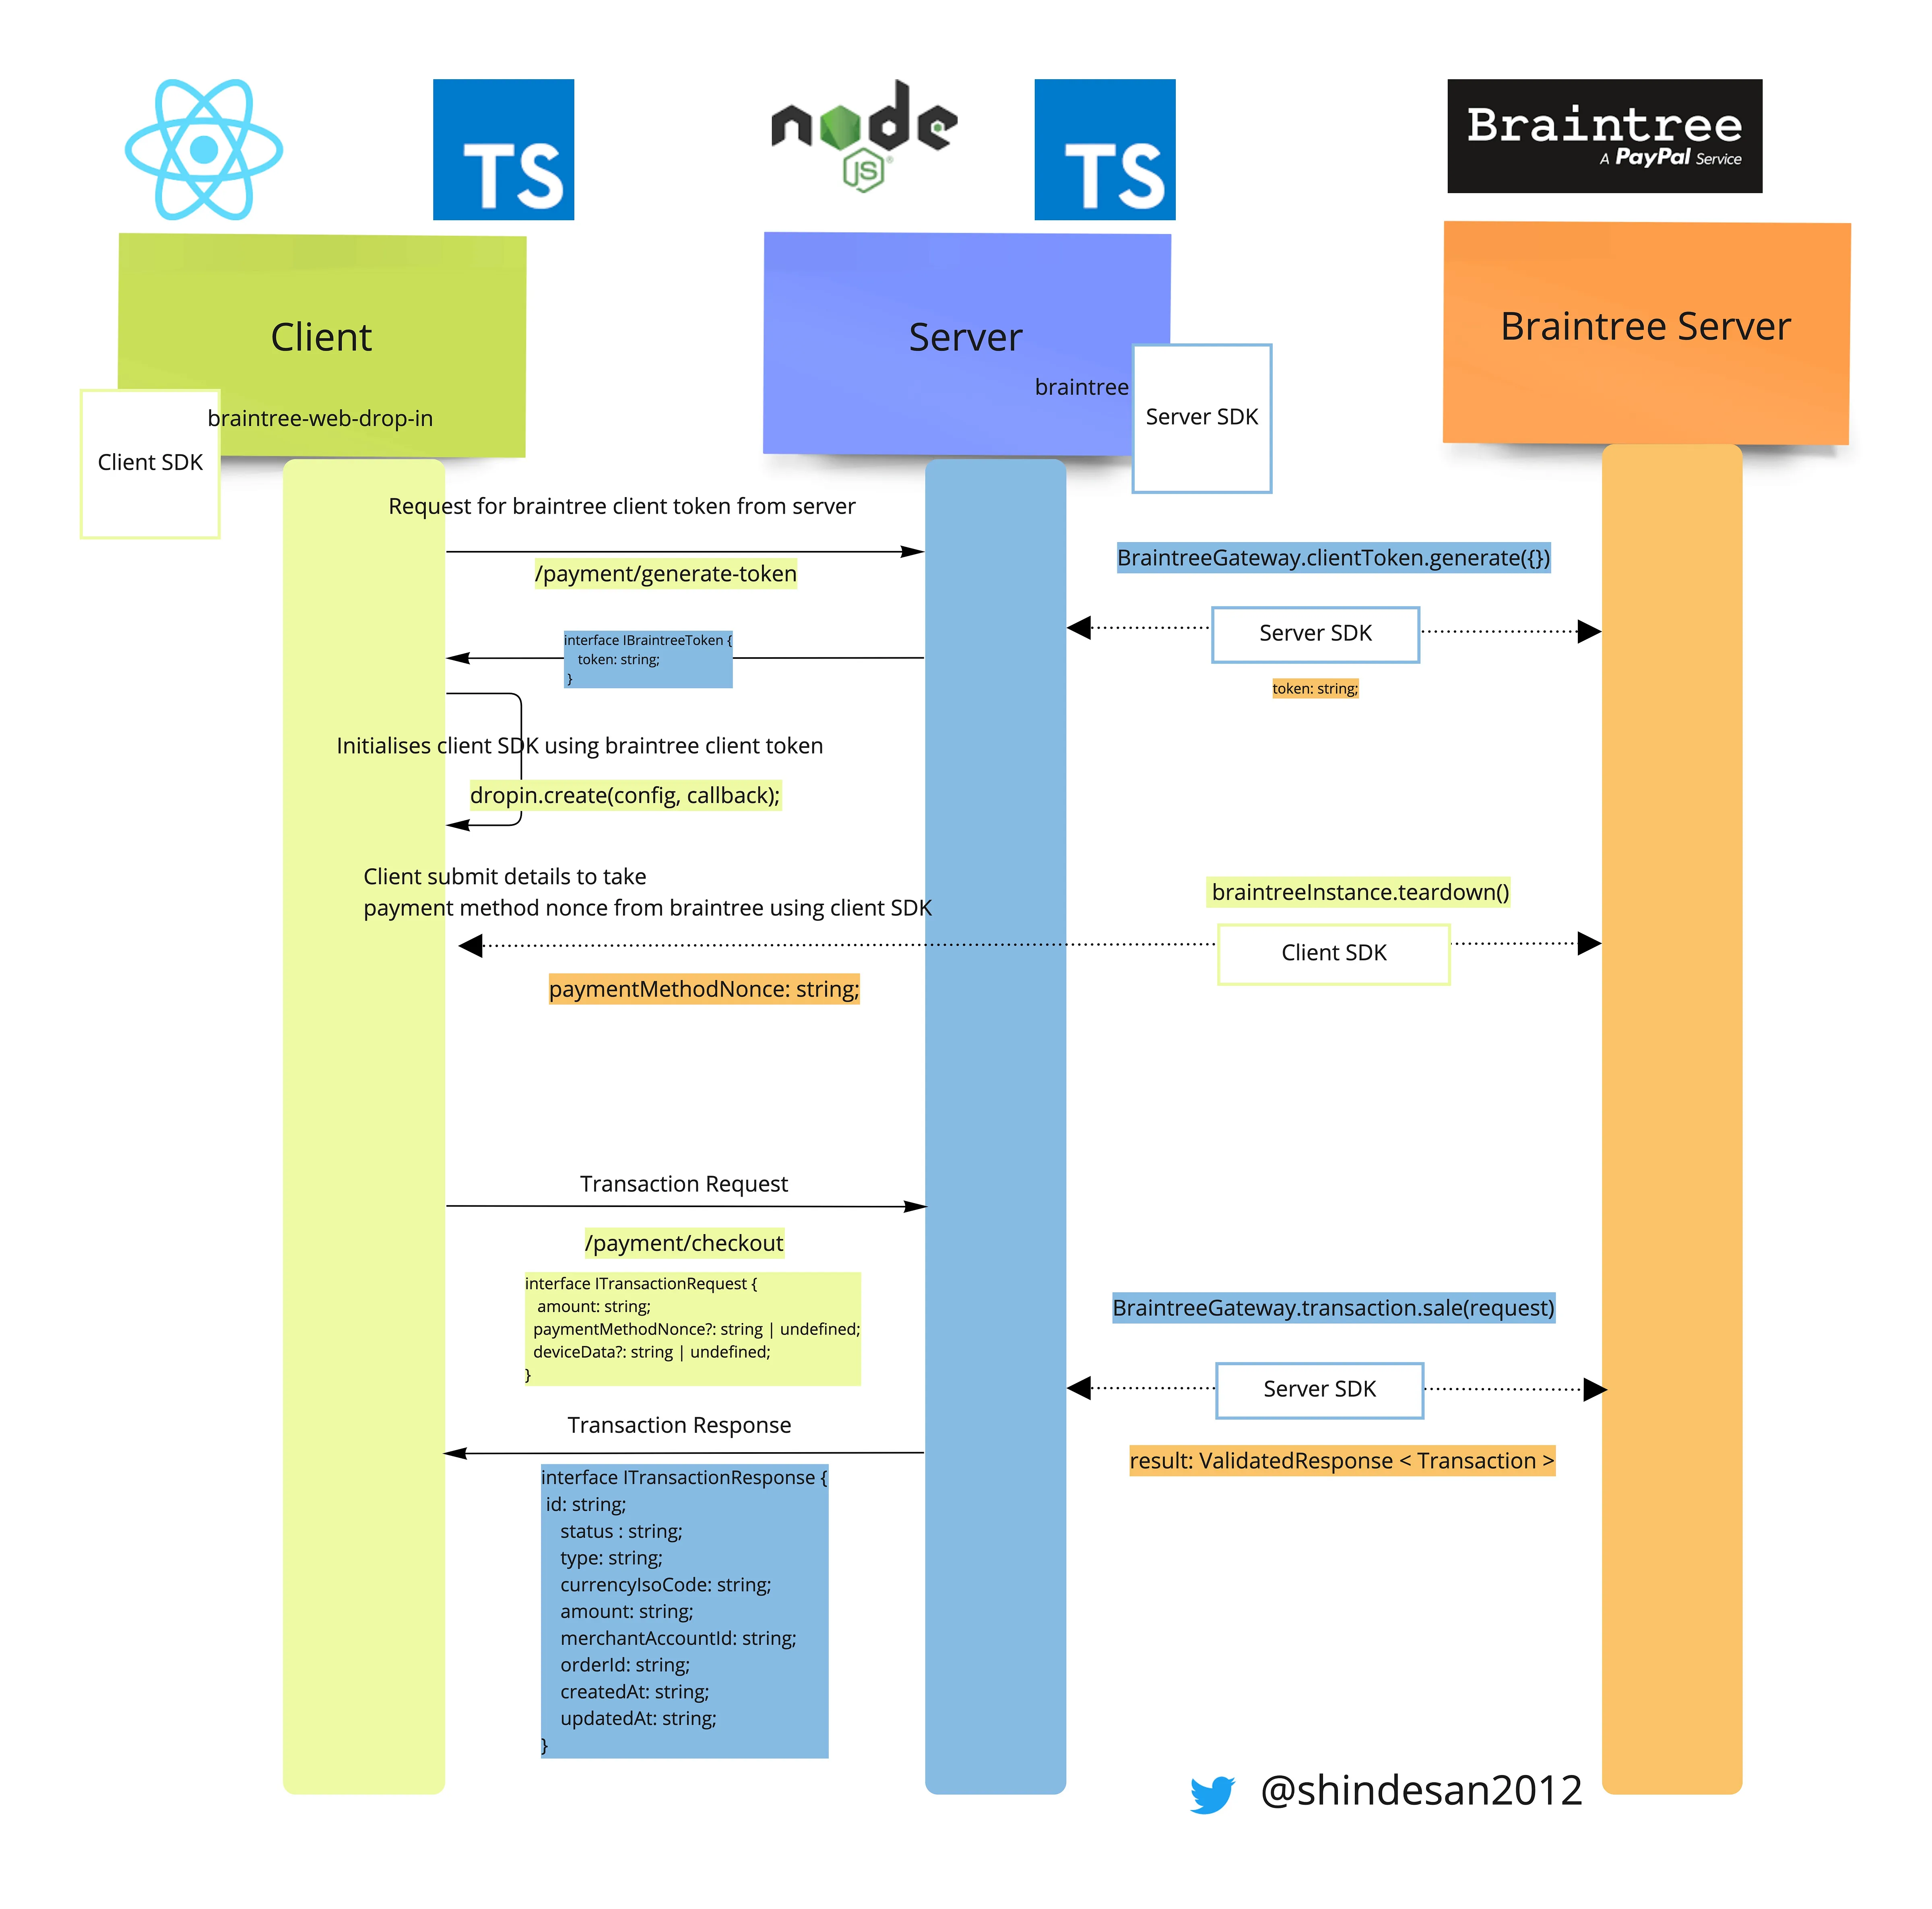 TS
node
JS
TS
Braintree
A PayPal Service
Client
Server
Braintree Server
braintree-web-drop-in
Client SDK
braintree
Server SDK
Request for braintree client token from server
/payment/generate-token
BraintreeGateway.clientToken.generate({})
interface IBraintreeToken {
token: string;
}
Server SDK
token: string;
Initialises client SDK using braintree client token
dropin.create(config, callback);
Client submit details to take
payment method nonce from braintree using client SDK
braintreeInstance.teardown()
Client SDK
paymentMethodNonce: string;
Transaction Request
/payment/checkout
interface ITransactionRequest {
amount: string;
paymentMethodNonce?: string | undefined;
deviceData?: string | undefined;
}
BraintreeGateway.transaction.sale(request)
Server SDK
result: ValidatedResponse < Transaction >
Transaction Response
interface ITransactionResponse {
id: string;
status : string;
type: string;
currencyIsoCode: string;
amount: string;
merchantAccountId: string;
orderId: string;
createdAt: string;
updatedAt: string;
}
@shindesan2012